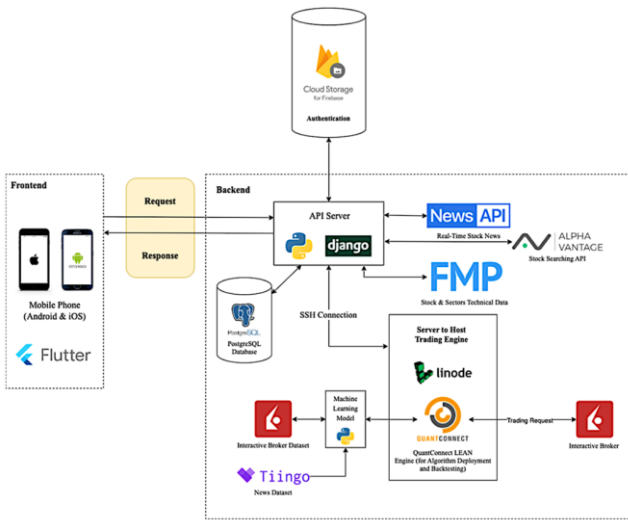 Cloud Storage
for Firebase
Authentication
Frontend
Request
Response
Backend
API Server
django
News API
Real-Time Stock News
ALPHA
VANTAGE
Stock Searching API
FMP
Stock & Sectors Technical Data
Mobile Phone
(Android & iOS)
Flutter
PostgreSQL
PostgreSQL
Database
SSH Connection
Server to Host
Trading Engine
linode
QUANTCONNECT
QuantConnect LEAN
Engine (for Algorithm Deployment
and Backtesting)
Machine
Learning
Model
Interactive Broker Dataset
Tiingo
News Dataset
Trading Request
Interactive Broker